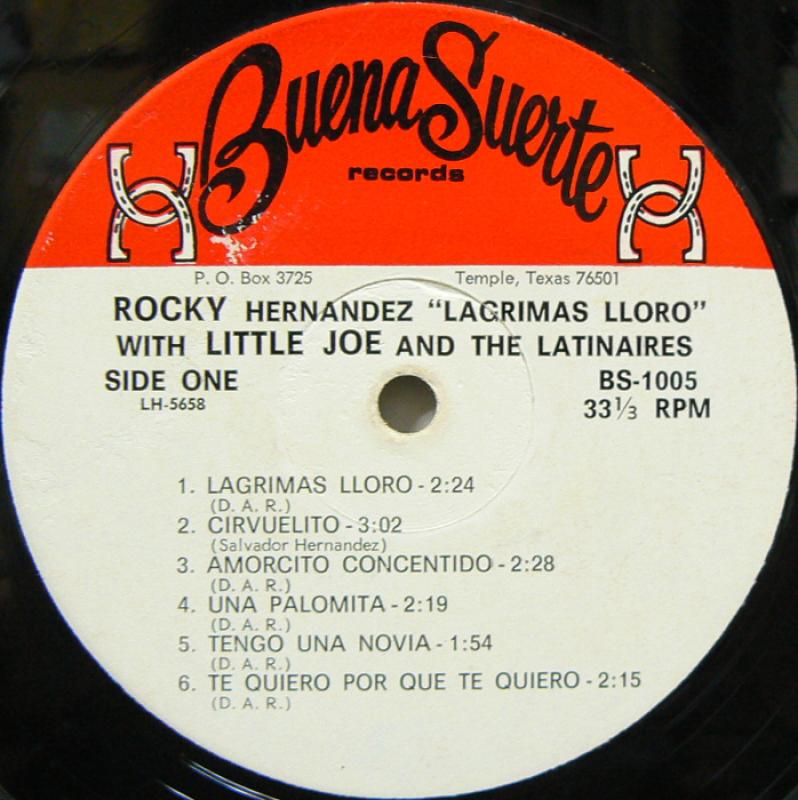 Buena Suerte
records
P. O. Box 3725 Temple, Texas 76501
ROCKY HERNANDEZ "LAGRIMAS LLORO"
WITH LITTLE JOE AND THE LATINAIRES
SIDE ONE BS-1005
LH-5658 33⅓ RPM
1. LAGRIMAS LLORO - 2:24
(D. A. R.)
2. CIRVUELITO - 3:02
(Salvador Hernandez)
3. AMORCITO CONCENTIDO - 2:28
(D. A. R.)
4. UNA PALOMITA - 2:19
(D. A. R.)
5. TENGO UNA NOVIA - 1:54
(D. A. R.)
6. TE QUIERO POR QUE TE QUIERO - 2:15
(D. A. R.)